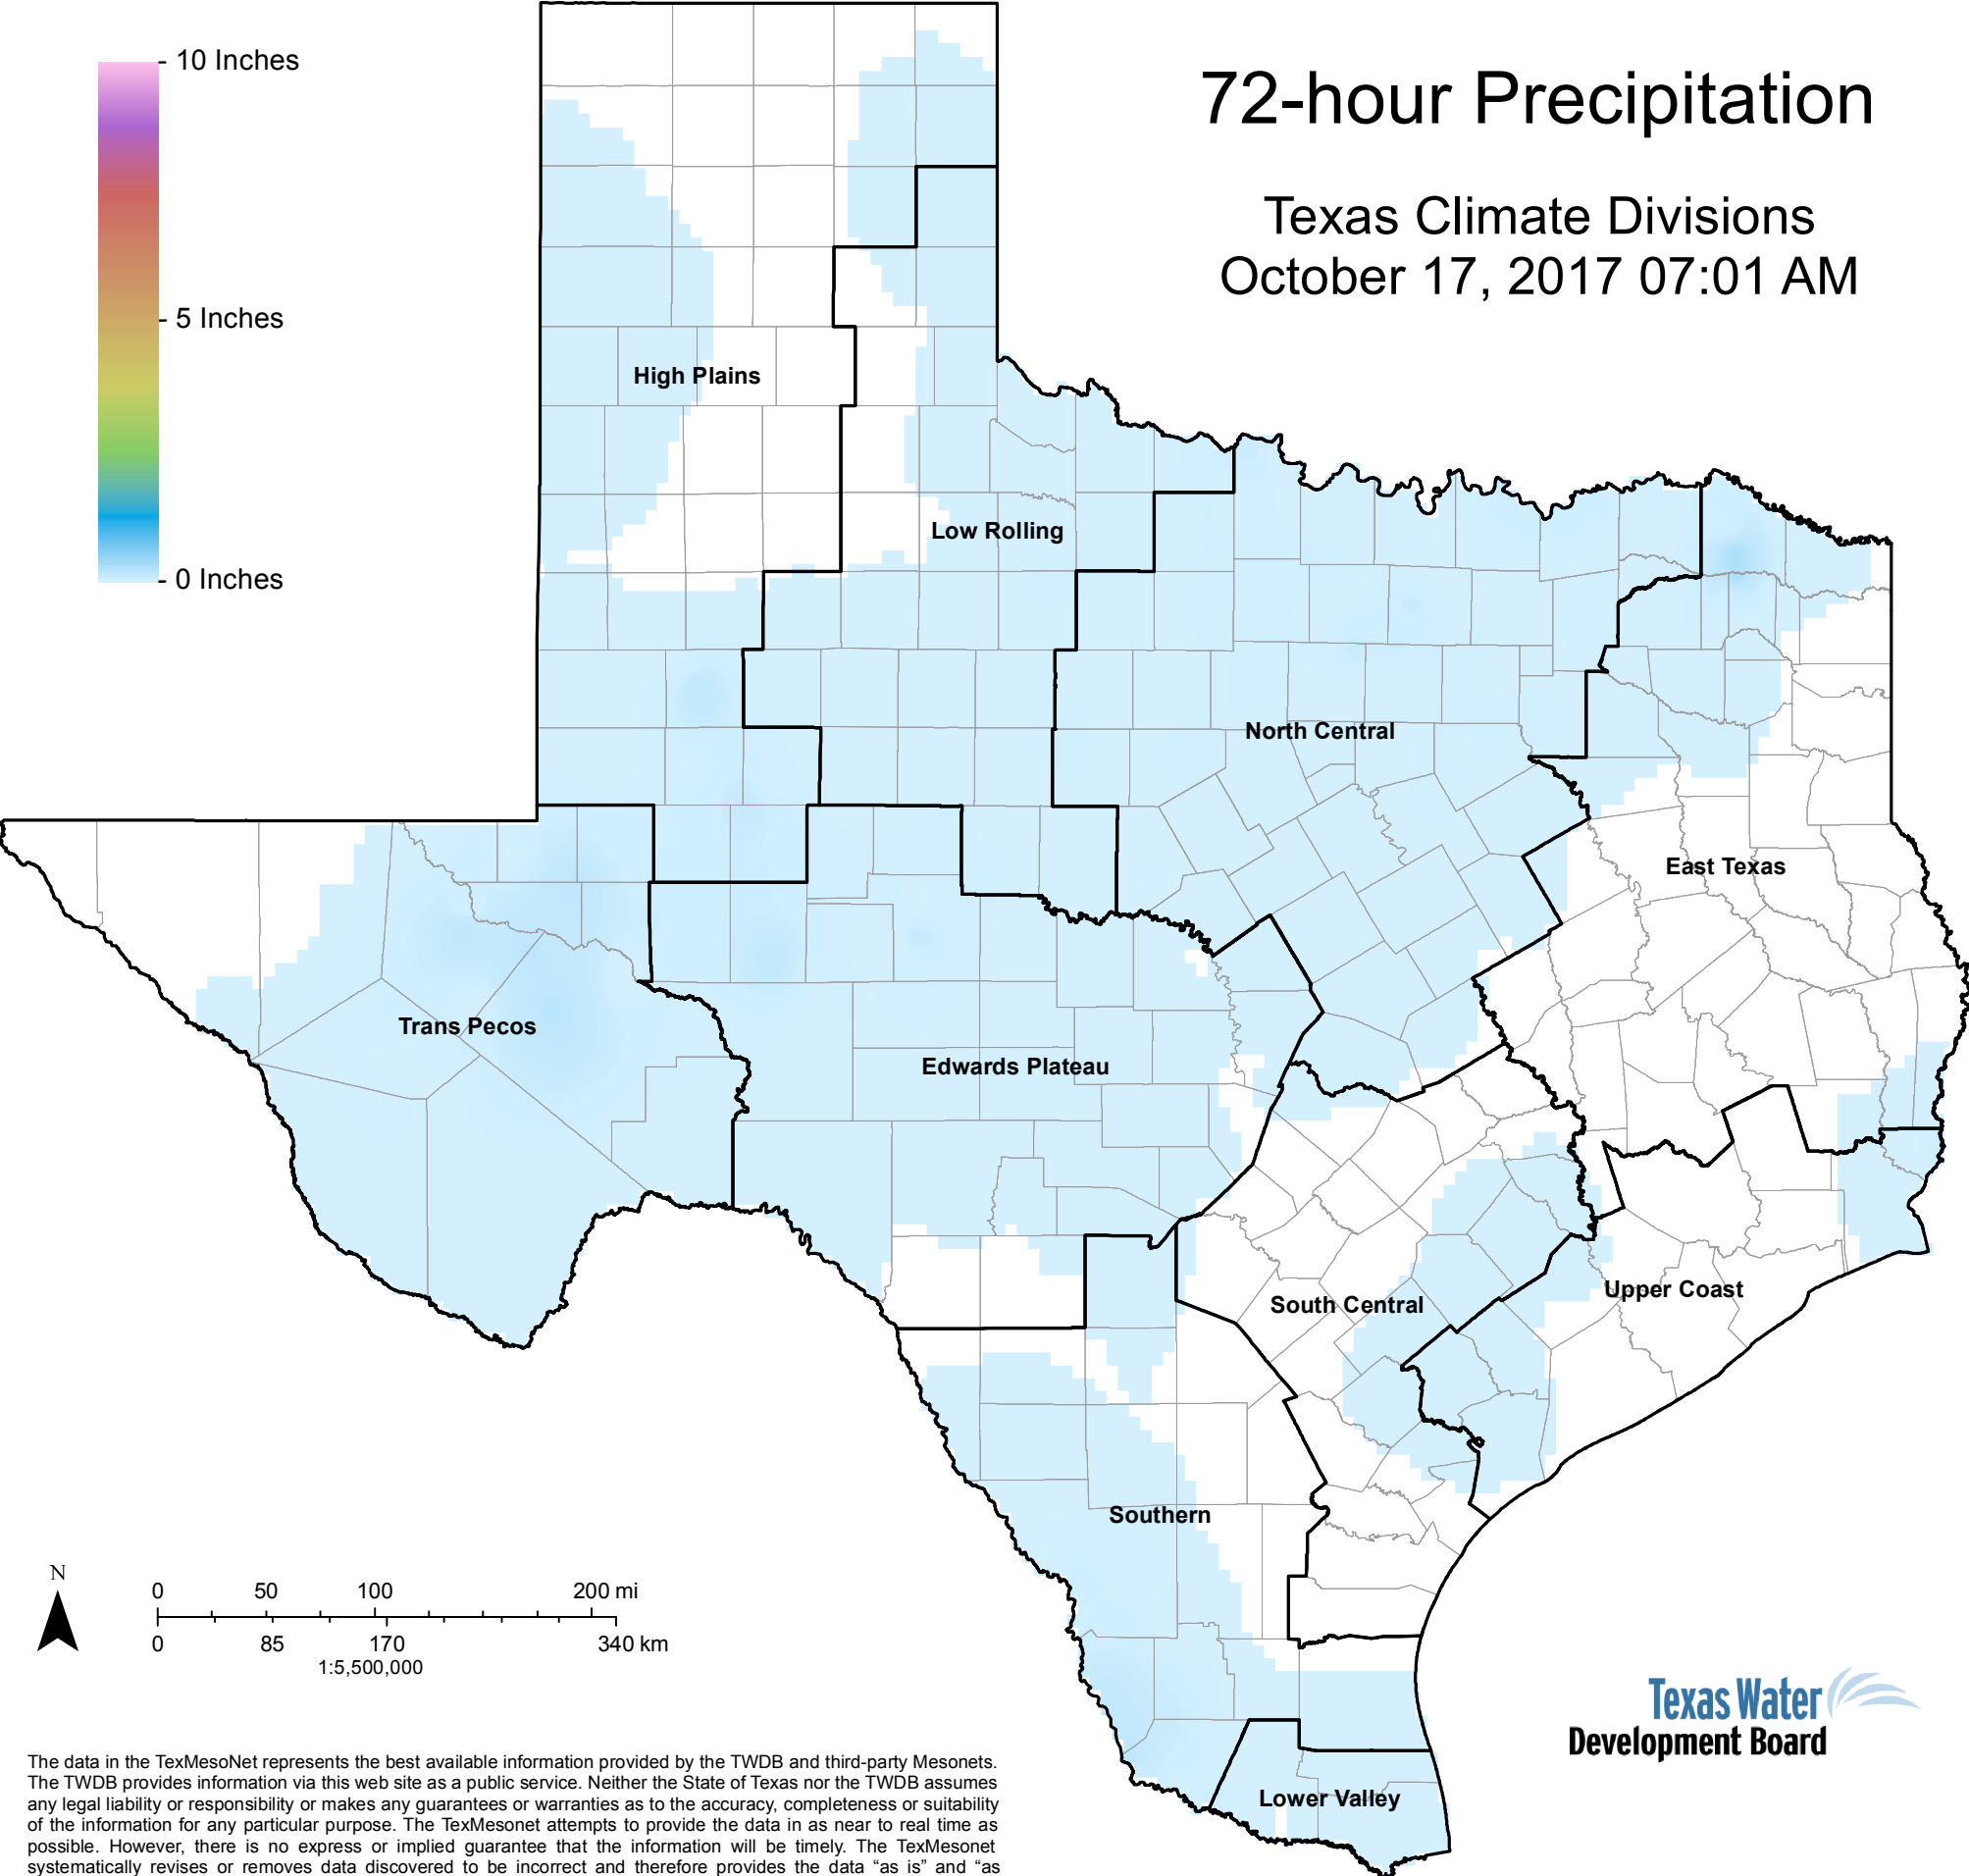 72-hour Precipitation
Texas Climate Divisions
October 17, 2017 07:01 AM
10 Inches
5 Inches
0 Inches
High Plains
Low Rolling
North Central
East Texas
Trans Pecos
Edwards Plateau
South Central
Upper Coast
Southern
Lower Valley
N
0 50 100 200 mi
0 85 170 340 km
1:5,500,000
Texas Water
Development Board
The data in the TexMesoNet represents the best available information provided by the TWDB and third-party Mesonets.
The TWDB provides information via this web site as a public service. Neither the State of Texas nor the TWDB assumes
any legal liability or responsibility or makes any guarantees or warranties as to the accuracy, completeness or suitability
of the information for any particular purpose. The TexMesonet attempts to provide the data in as near to real time as
possible. However, there is no express or implied guarantee that the information will be timely. The TexMesonet
systematically revises or removes data discovered to be incorrect and therefore provides the data “as is” and “as